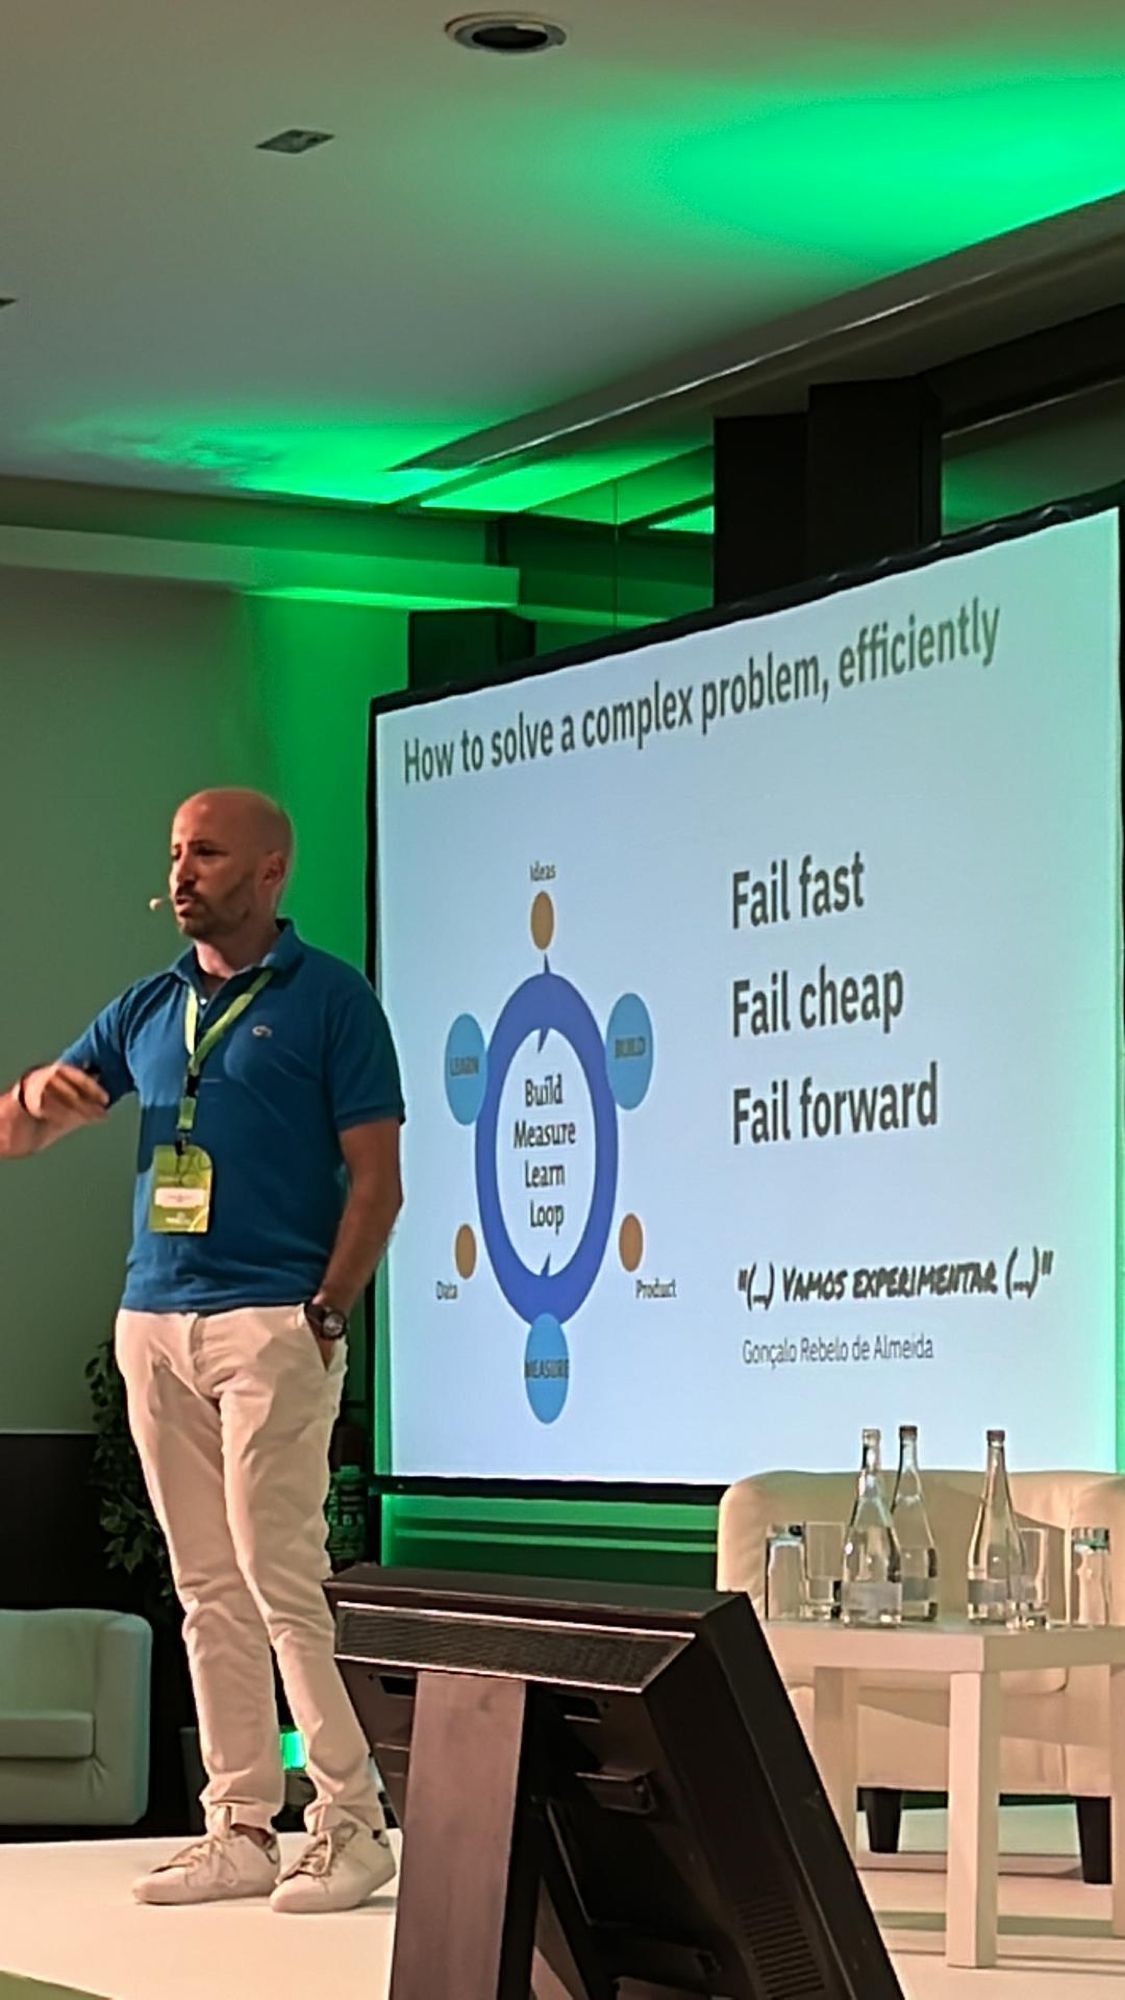 How to solve a complex problem, efficiently
Ideas
LEARN
BUILD
Build
Measure
Learn
Loop
Data
Product
MEASURE
Fail fast
Fail cheap
Fail forward
"(...) VAMOS EXPERIMENTAR (...)"
Gonçalo Rebelo de Almeida